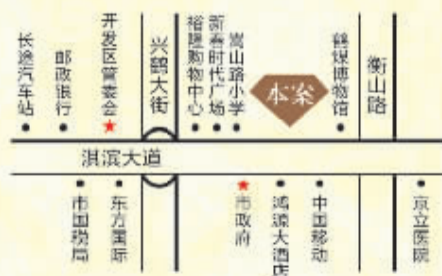 长途汽车站
邮政银行
开发区管委会
兴鹤大街
裕隆购物中心
新春时代广场
嵩山路小学
本案
鹤煤博物馆
衡山路
淇滨大道
市国税局
东方国际
市政府
鸿源大酒店
中国移动
京立医院